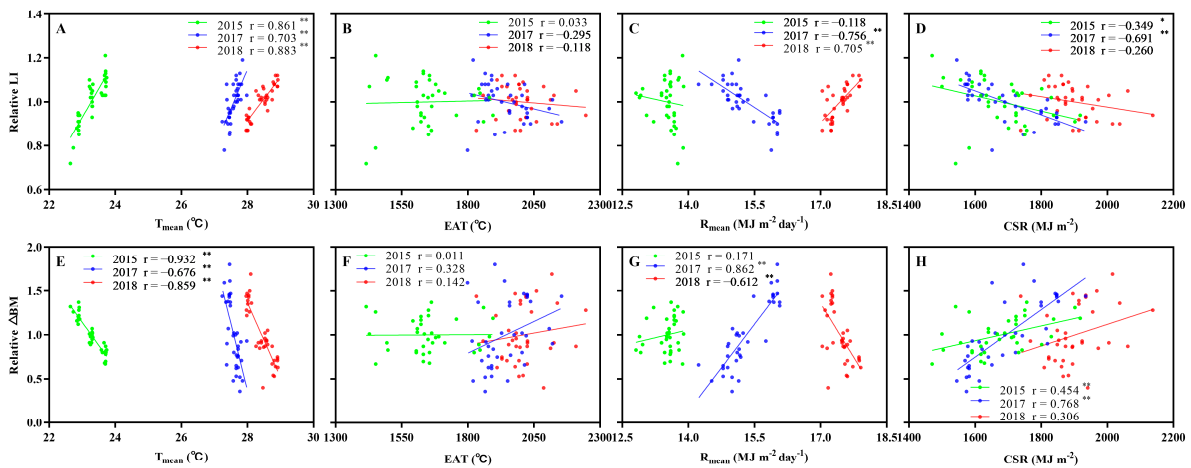 A
2015 r = 0.861 **
2017 r = 0.703 **
2018 r = 0.883 **
Relative LI
1.4
1.2
1.0
0.8
0.6
22 24 26 28 30
Tmean (℃)
B
2015 r = 0.033
2017 r = −0.295
2018 r = −0.118
1300 1550 1800 2050 2300
EAT (℃)
C
2015 r = −0.118
2017 r = −0.756 **
2018 r = 0.705 **
12.5 14.0 15.5 17.0 18.5
Rmean (MJ m-2 day-1)
D
2015 r = −0.349 *
2017 r = −0.691 **
2018 r = −0.260
1400 1600 1800 2000 2200
CSR (MJ m-2)
E
2015 r = −0.932 **
2017 r = −0.676 **
2018 r = −0.859 **
Relative △BM
2.0
1.5
1.0
0.5
0.0
22 24 26 28 30
Tmean (℃)
F
2015 r = 0.011
2017 r = 0.328
2018 r = 0.142
1300 1550 1800 2050 2300
EAT (℃)
G
2015 r = 0.171
2017 r = 0.862 **
2018 r = −0.612 **
12.5 14.0 15.5 17.0 18.5
Rmean (MJ m-2 day-1)
H
2015 r = 0.454 **
2017 r = 0.768 **
2018 r = 0.306
1400 1600 1800 2000 2200
CSR (MJ m-2)